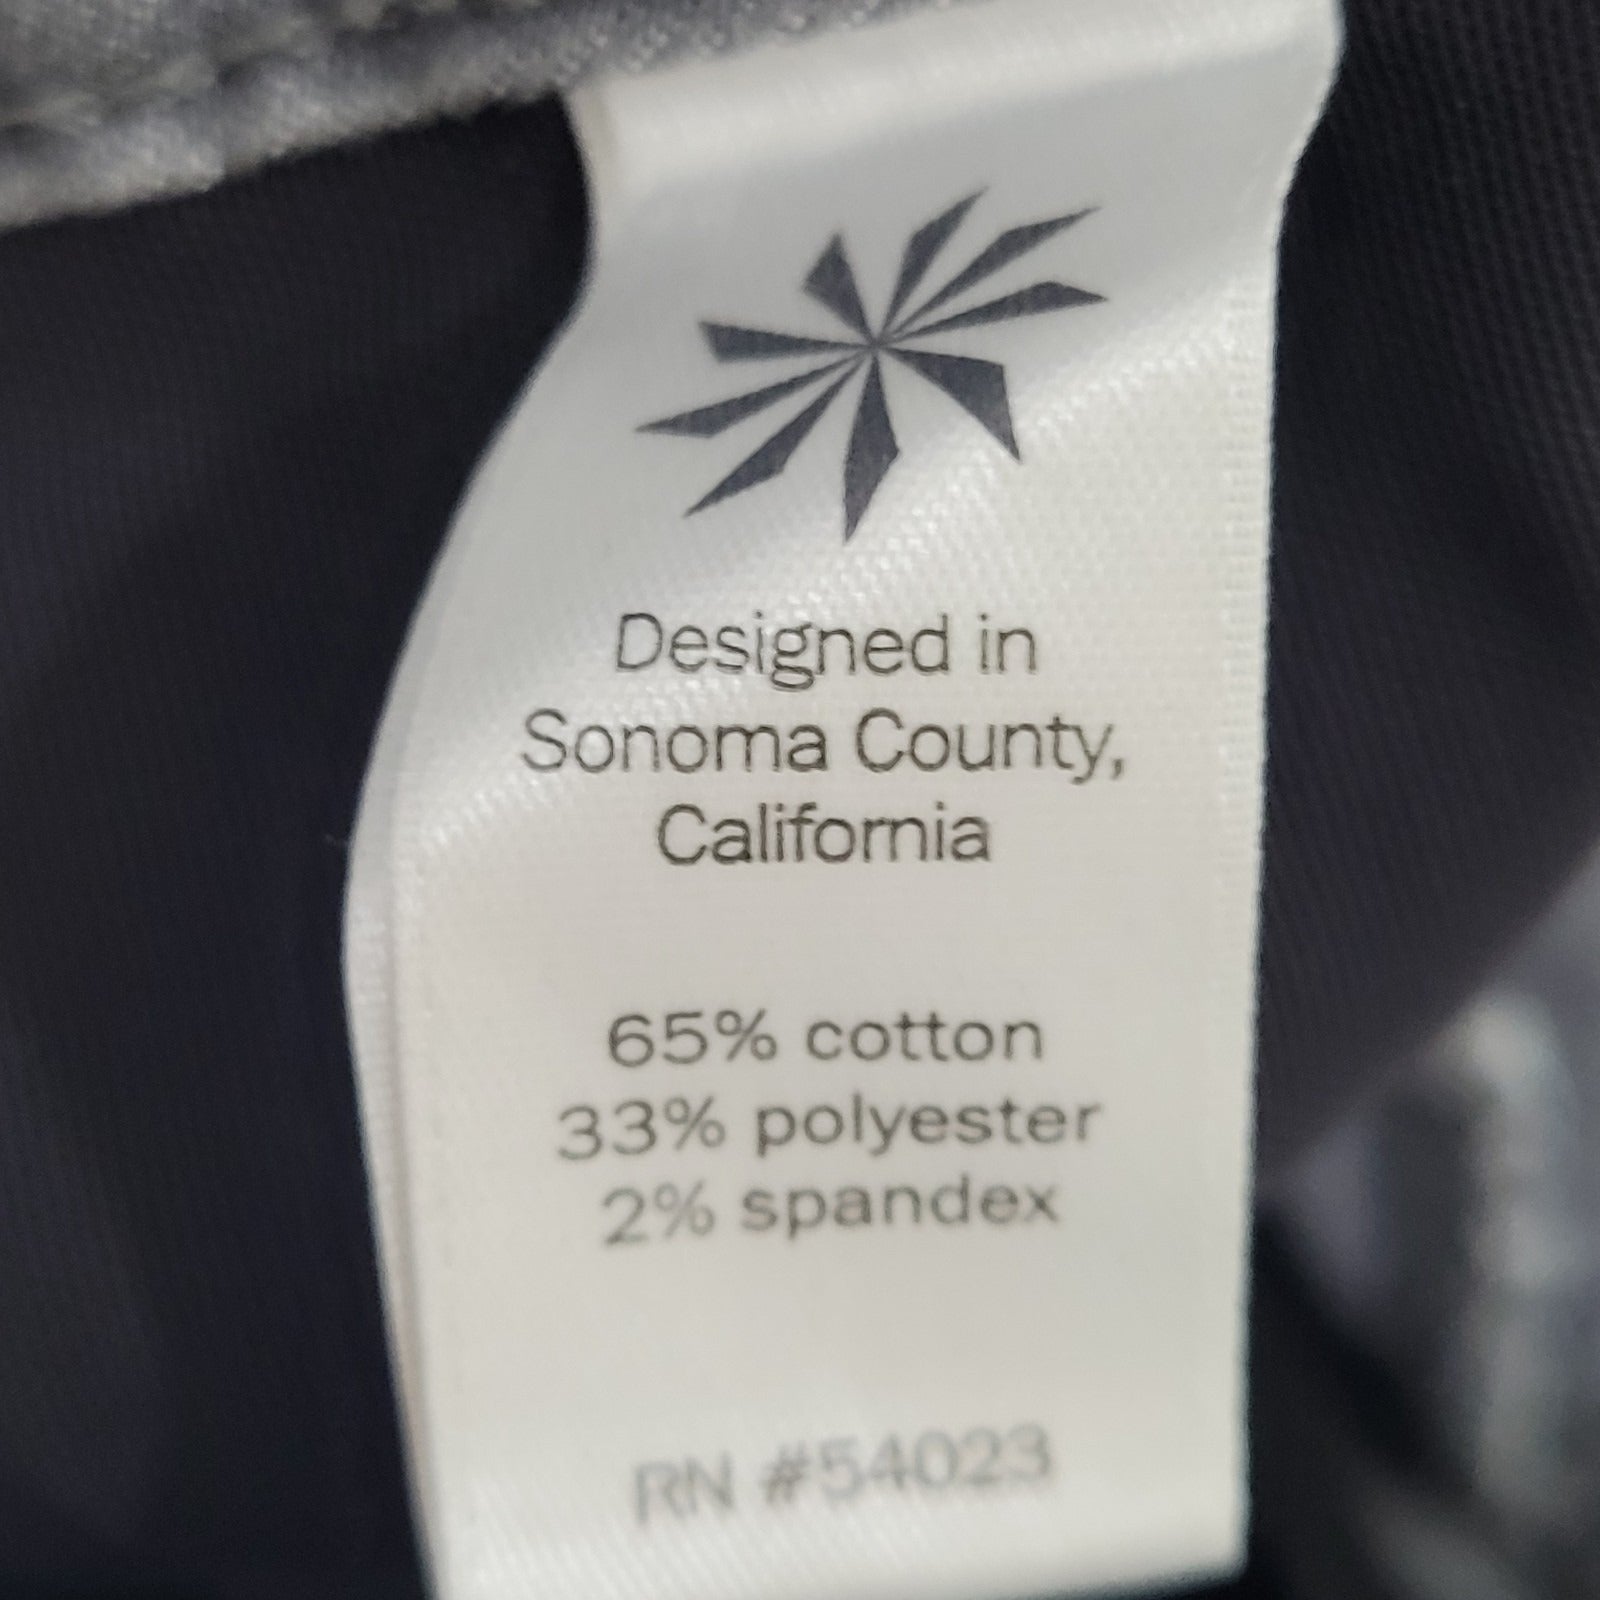 Designed in
Sonoma County,
California
65% cotton
33% polyester
2% spandex
RN #54023